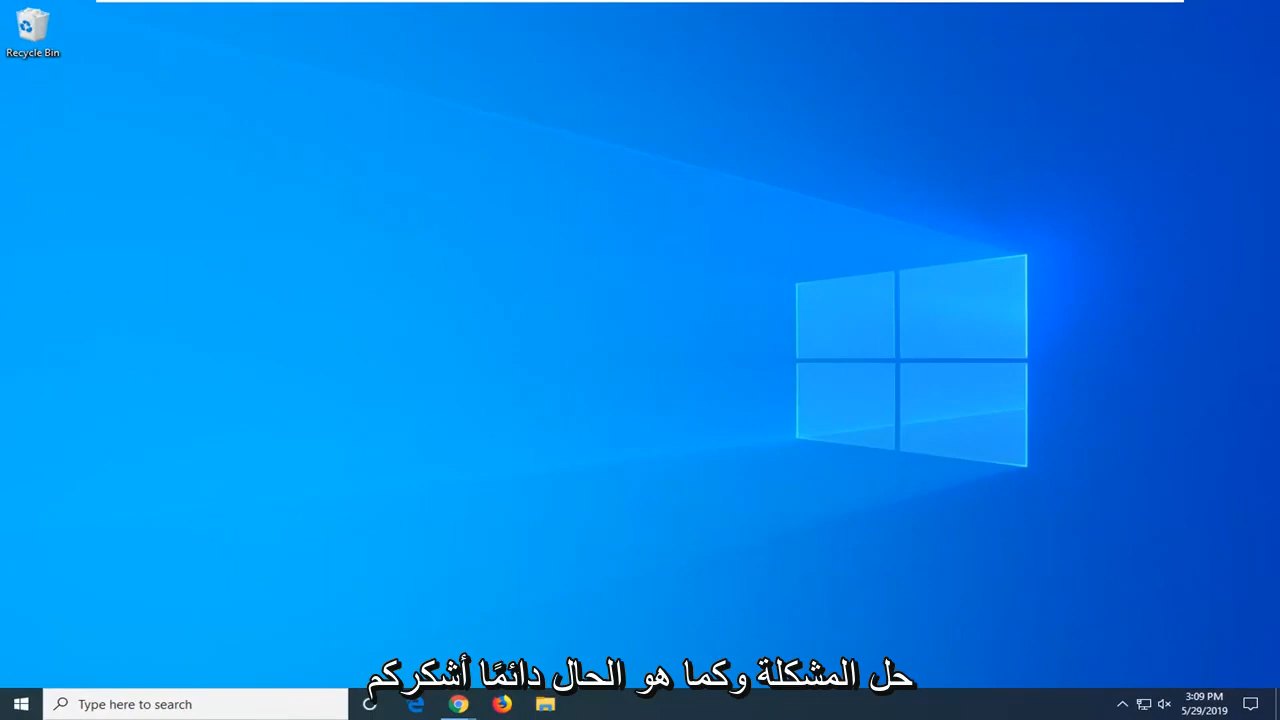 Recycle Bin
حل المشكلة وكما هو الحال دائمًا أشكركم
Type here to search
3:09 PM
5/29/2019